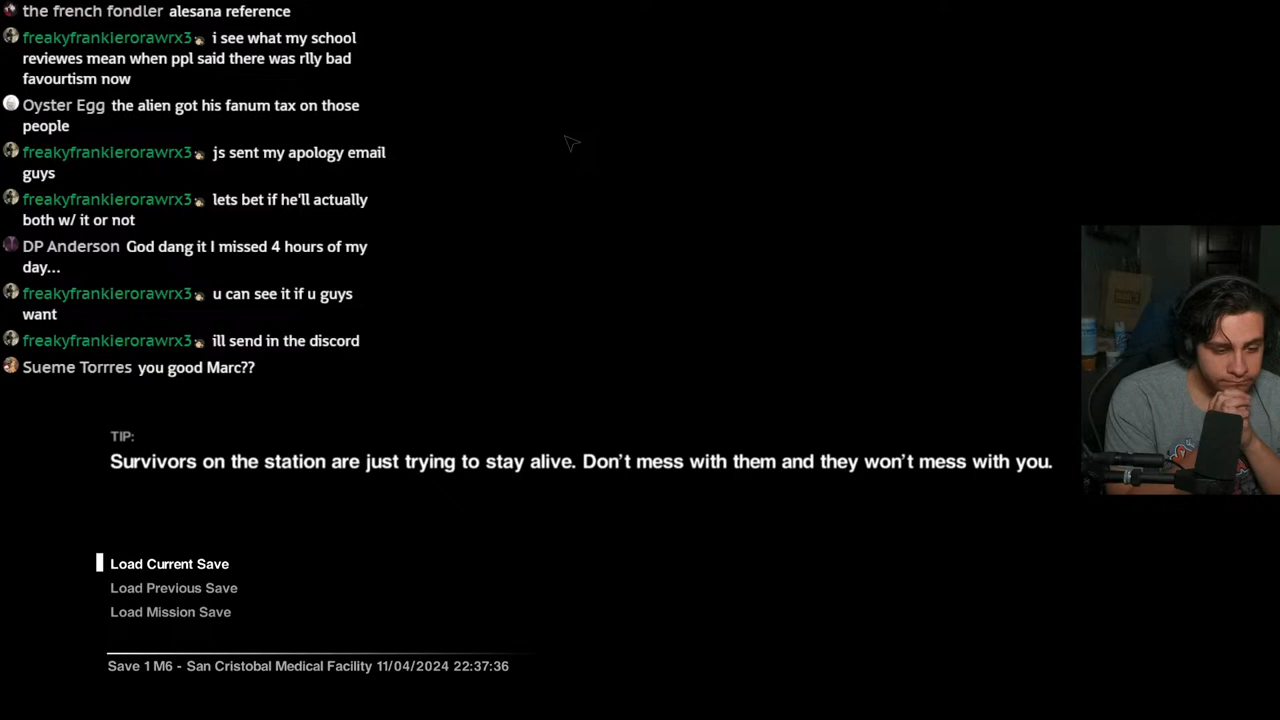 the french fondler alesana reference
freakyfrankierorawrx3 i see what my school
reviewes mean when ppl said there was rlly bad
favourtism now
Oyster Egg the alien got his fanum tax on those
people
freakyfrankierorawrx3 js sent my apology email
guys
freakyfrankierorawrx3 lets bet if he'll actually
both w/ it or not
DP Anderson God dang it I missed 4 hours of my
day...
freakyfrankierorawrx3 u can see it if u guys
want
freakyfrankierorawrx3 ill send in the discord
Sueme Torrres you good Marc??
TIP:
Survivors on the station are just trying to stay alive. Don't mess with them and they won't mess with you.
Load Current Save
Load Previous Save
Load Mission Save
Save 1 M6 - San Cristobal Medical Facility 11/04/2024 22:37:36